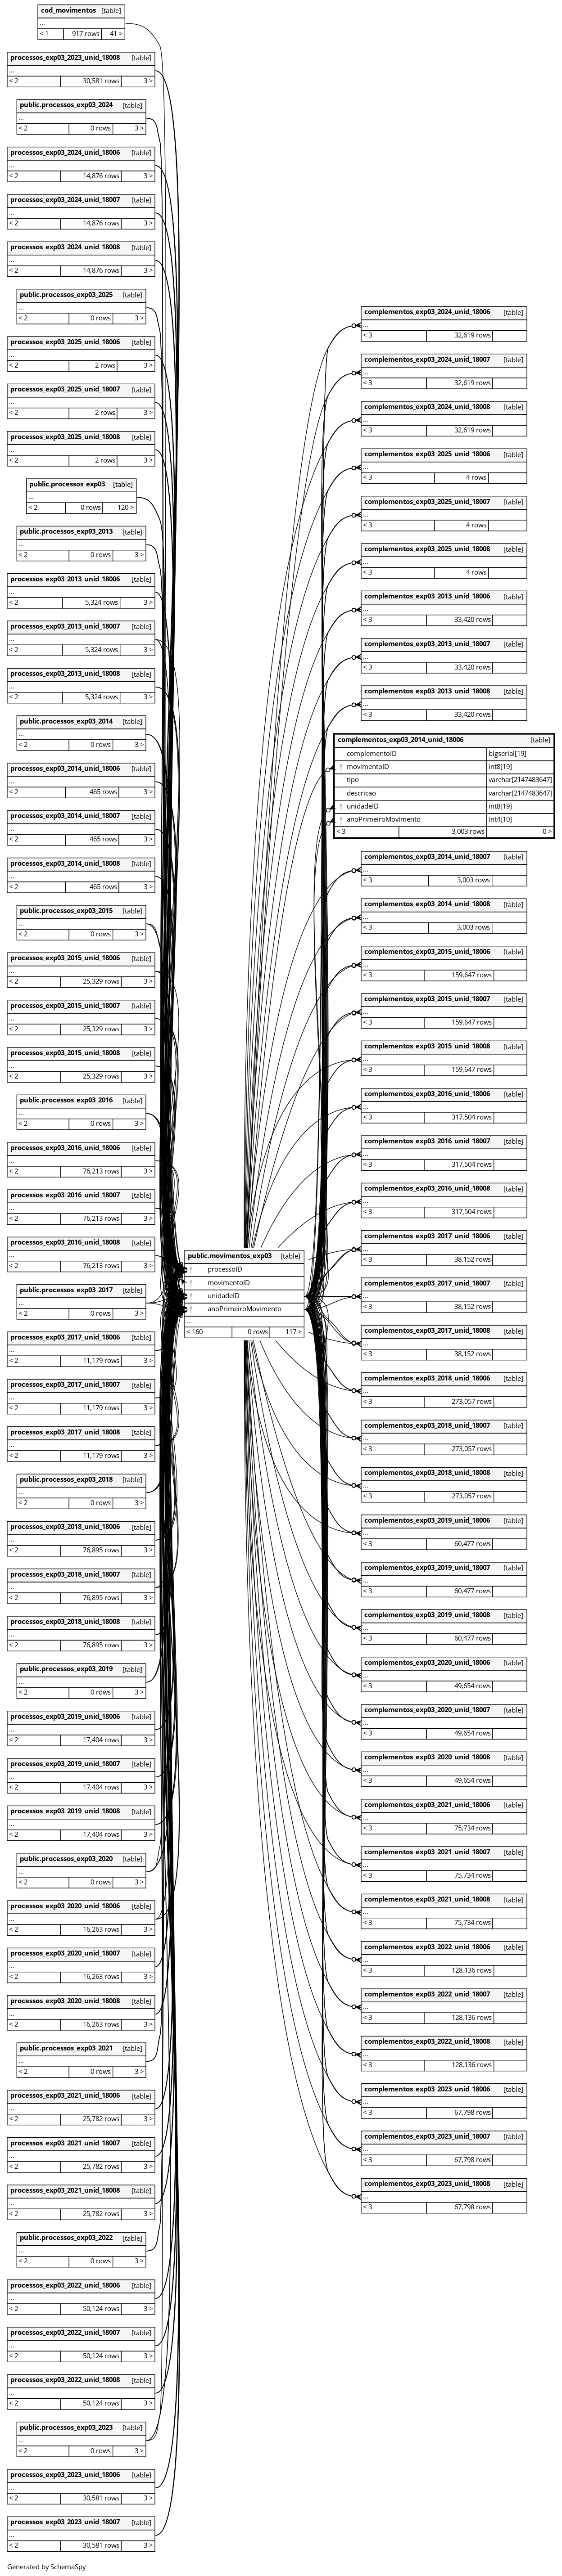 cod_movimentos [table]
...
< 1 917 rows 41 >
processos_exp03_2023_unid_18008 [table]
...
< 2 30,581 rows 3 >
public.processos_exp03_2024 [table]
...
< 2 0 rows 3 >
processos_exp03_2024_unid_18006 [table]
...
< 2 14,876 rows 3 >
processos_exp03_2024_unid_18007 [table]
...
< 2 14,876 rows 3 >
processos_exp03_2024_unid_18008 [table]
...
< 2 14,876 rows 3 >
public.processos_exp03_2025 [table]
...
< 2 0 rows 3 >
processos_exp03_2025_unid_18006 [table]
...
< 2 2 rows 3 >
processos_exp03_2025_unid_18007 [table]
...
< 2 2 rows 3 >
processos_exp03_2025_unid_18008 [table]
...
< 2 2 rows 3 >
public.processos_exp03 [table]
...
< 2 0 rows 120 >
public.processos_exp03_2013 [table]
...
< 2 0 rows 3 >
processos_exp03_2013_unid_18006 [table]
...
< 2 5,324 rows 3 >
processos_exp03_2013_unid_18007 [table]
...
< 2 5,324 rows 3 >
processos_exp03_2013_unid_18008 [table]
...
< 2 5,324 rows 3 >
public.processos_exp03_2014 [table]
...
< 2 0 rows 3 >
processos_exp03_2014_unid_18006 [table]
...
< 2 465 rows 3 >
processos_exp03_2014_unid_18007 [table]
...
< 2 465 rows 3 >
processos_exp03_2014_unid_18008 [table]
...
< 2 465 rows 3 >
public.processos_exp03_2015 [table]
...
< 2 0 rows 3 >
processos_exp03_2015_unid_18006 [table]
...
< 2 25,329 rows 3 >
processos_exp03_2015_unid_18007 [table]
...
< 2 25,329 rows 3 >
processos_exp03_2015_unid_18008 [table]
...
< 2 25,329 rows 3 >
public.processos_exp03_2016 [table]
...
< 2 0 rows 3 >
processos_exp03_2016_unid_18006 [table]
...
< 2 76,213 rows 3 >
processos_exp03_2016_unid_18007 [table]
...
< 2 76,213 rows 3 >
processos_exp03_2016_unid_18008 [table]
...
< 2 76,213 rows 3 >
public.processos_exp03_2017 [table]
...
< 2 0 rows 3 >
processos_exp03_2017_unid_18006 [table]
...
< 2 11,179 rows 3 >
processos_exp03_2017_unid_18007 [table]
...
< 2 11,179 rows 3 >
processos_exp03_2017_unid_18008 [table]
...
< 2 11,179 rows 3 >
public.processos_exp03_2018 [table]
...
< 2 0 rows 3 >
processos_exp03_2018_unid_18006 [table]
...
< 2 76,895 rows 3 >
processos_exp03_2018_unid_18007 [table]
...
< 2 76,895 rows 3 >
processos_exp03_2018_unid_18008 [table]
...
< 2 76,895 rows 3 >
public.processos_exp03_2019 [table]
...
< 2 0 rows 3 >
processos_exp03_2019_unid_18006 [table]
...
< 2 17,404 rows 3 >
processos_exp03_2019_unid_18007 [table]
...
< 2 17,404 rows 3 >
processos_exp03_2019_unid_18008 [table]
...
< 2 17,404 rows 3 >
public.processos_exp03_2020 [table]
...
< 2 0 rows 3 >
processos_exp03_2020_unid_18006 [table]
...
< 2 16,263 rows 3 >
processos_exp03_2020_unid_18007 [table]
...
< 2 16,263 rows 3 >
processos_exp03_2020_unid_18008 [table]
...
< 2 16,263 rows 3 >
public.processos_exp03_2021 [table]
...
< 2 0 rows 3 >
processos_exp03_2021_unid_18006 [table]
...
< 2 25,782 rows 3 >
processos_exp03_2021_unid_18007 [table]
...
< 2 25,782 rows 3 >
processos_exp03_2021_unid_18008 [table]
...
< 2 25,782 rows 3 >
public.processos_exp03_2022 [table]
...
< 2 0 rows 3 >
processos_exp03_2022_unid_18006 [table]
...
< 2 50,124 rows 3 >
processos_exp03_2022_unid_18007 [table]
...
< 2 50,124 rows 3 >
processos_exp03_2022_unid_18008 [table]
...
< 2 50,124 rows 3 >
public.processos_exp03_2023 [table]
...
< 2 0 rows 3 >
processos_exp03_2023_unid_18006 [table]
...
< 2 30,581 rows 3 >
processos_exp03_2023_unid_18007 [table]
...
< 2 30,581 rows 3 >
public.movimentos_exp03 [table]
processoID
movimentoID
unidadeID
anoPrimeiroMovimento
...
< 160 0 rows 117 >
complementos_exp03_2024_unid_18006 [table]
...
< 3 32,619 rows
complementos_exp03_2024_unid_18007 [table]
...
< 3 32,619 rows
complementos_exp03_2024_unid_18008 [table]
...
< 3 32,619 rows
complementos_exp03_2025_unid_18006 [table]
...
< 3 4 rows
complementos_exp03_2025_unid_18007 [table]
...
< 3 4 rows
complementos_exp03_2025_unid_18008 [table]
...
< 3 4 rows
complementos_exp03_2013_unid_18006 [table]
...
< 3 33,420 rows
complementos_exp03_2013_unid_18007 [table]
...
< 3 33,420 rows
complementos_exp03_2013_unid_18008 [table]
...
< 3 33,420 rows
complementos_exp03_2014_unid_18006 [table]
complementoID bigserial[19]
movimentoID int8[19]
tipo varchar[2147483647]
descricao varchar[2147483647]
unidadeID int8[19]
anoPrimeiroMovimento int4[10]
< 3 3,003 rows 0 >
complementos_exp03_2014_unid_18007 [table]
...
< 3 3,003 rows
complementos_exp03_2014_unid_18008 [table]
...
< 3 3,003 rows
complementos_exp03_2015_unid_18006 [table]
...
< 3 159,647 rows
complementos_exp03_2015_unid_18007 [table]
...
< 3 159,647 rows
complementos_exp03_2015_unid_18008 [table]
...
< 3 159,647 rows
complementos_exp03_2016_unid_18006 [table]
...
< 3 317,504 rows
complementos_exp03_2016_unid_18007 [table]
...
< 3 317,504 rows
complementos_exp03_2016_unid_18008 [table]
...
< 3 317,504 rows
complementos_exp03_2017_unid_18006 [table]
...
< 3 38,152 rows
complementos_exp03_2017_unid_18007 [table]
...
< 3 38,152 rows
complementos_exp03_2017_unid_18008 [table]
...
< 3 38,152 rows
complementos_exp03_2018_unid_18006 [table]
...
< 3 273,057 rows
complementos_exp03_2018_unid_18007 [table]
...
< 3 273,057 rows
complementos_exp03_2018_unid_18008 [table]
...
< 3 273,057 rows
complementos_exp03_2019_unid_18006 [table]
...
< 3 60,477 rows
complementos_exp03_2019_unid_18007 [table]
...
< 3 60,477 rows
complementos_exp03_2019_unid_18008 [table]
...
< 3 60,477 rows
complementos_exp03_2020_unid_18006 [table]
...
< 3 49,654 rows
complementos_exp03_2020_unid_18007 [table]
...
< 3 49,654 rows
complementos_exp03_2020_unid_18008 [table]
...
< 3 49,654 rows
complementos_exp03_2021_unid_18006 [table]
...
< 3 75,734 rows
complementos_exp03_2021_unid_18007 [table]
...
< 3 75,734 rows
complementos_exp03_2021_unid_18008 [table]
...
< 3 75,734 rows
complementos_exp03_2022_unid_18006 [table]
...
< 3 128,136 rows
complementos_exp03_2022_unid_18007 [table]
...
< 3 128,136 rows
complementos_exp03_2022_unid_18008 [table]
...
< 3 128,136 rows
complementos_exp03_2023_unid_18006 [table]
...
< 3 67,798 rows
complementos_exp03_2023_unid_18007 [table]
...
< 3 67,798 rows
complementos_exp03_2023_unid_18008 [table]
...
< 3 67,798 rows
Generated by SchemaSpy